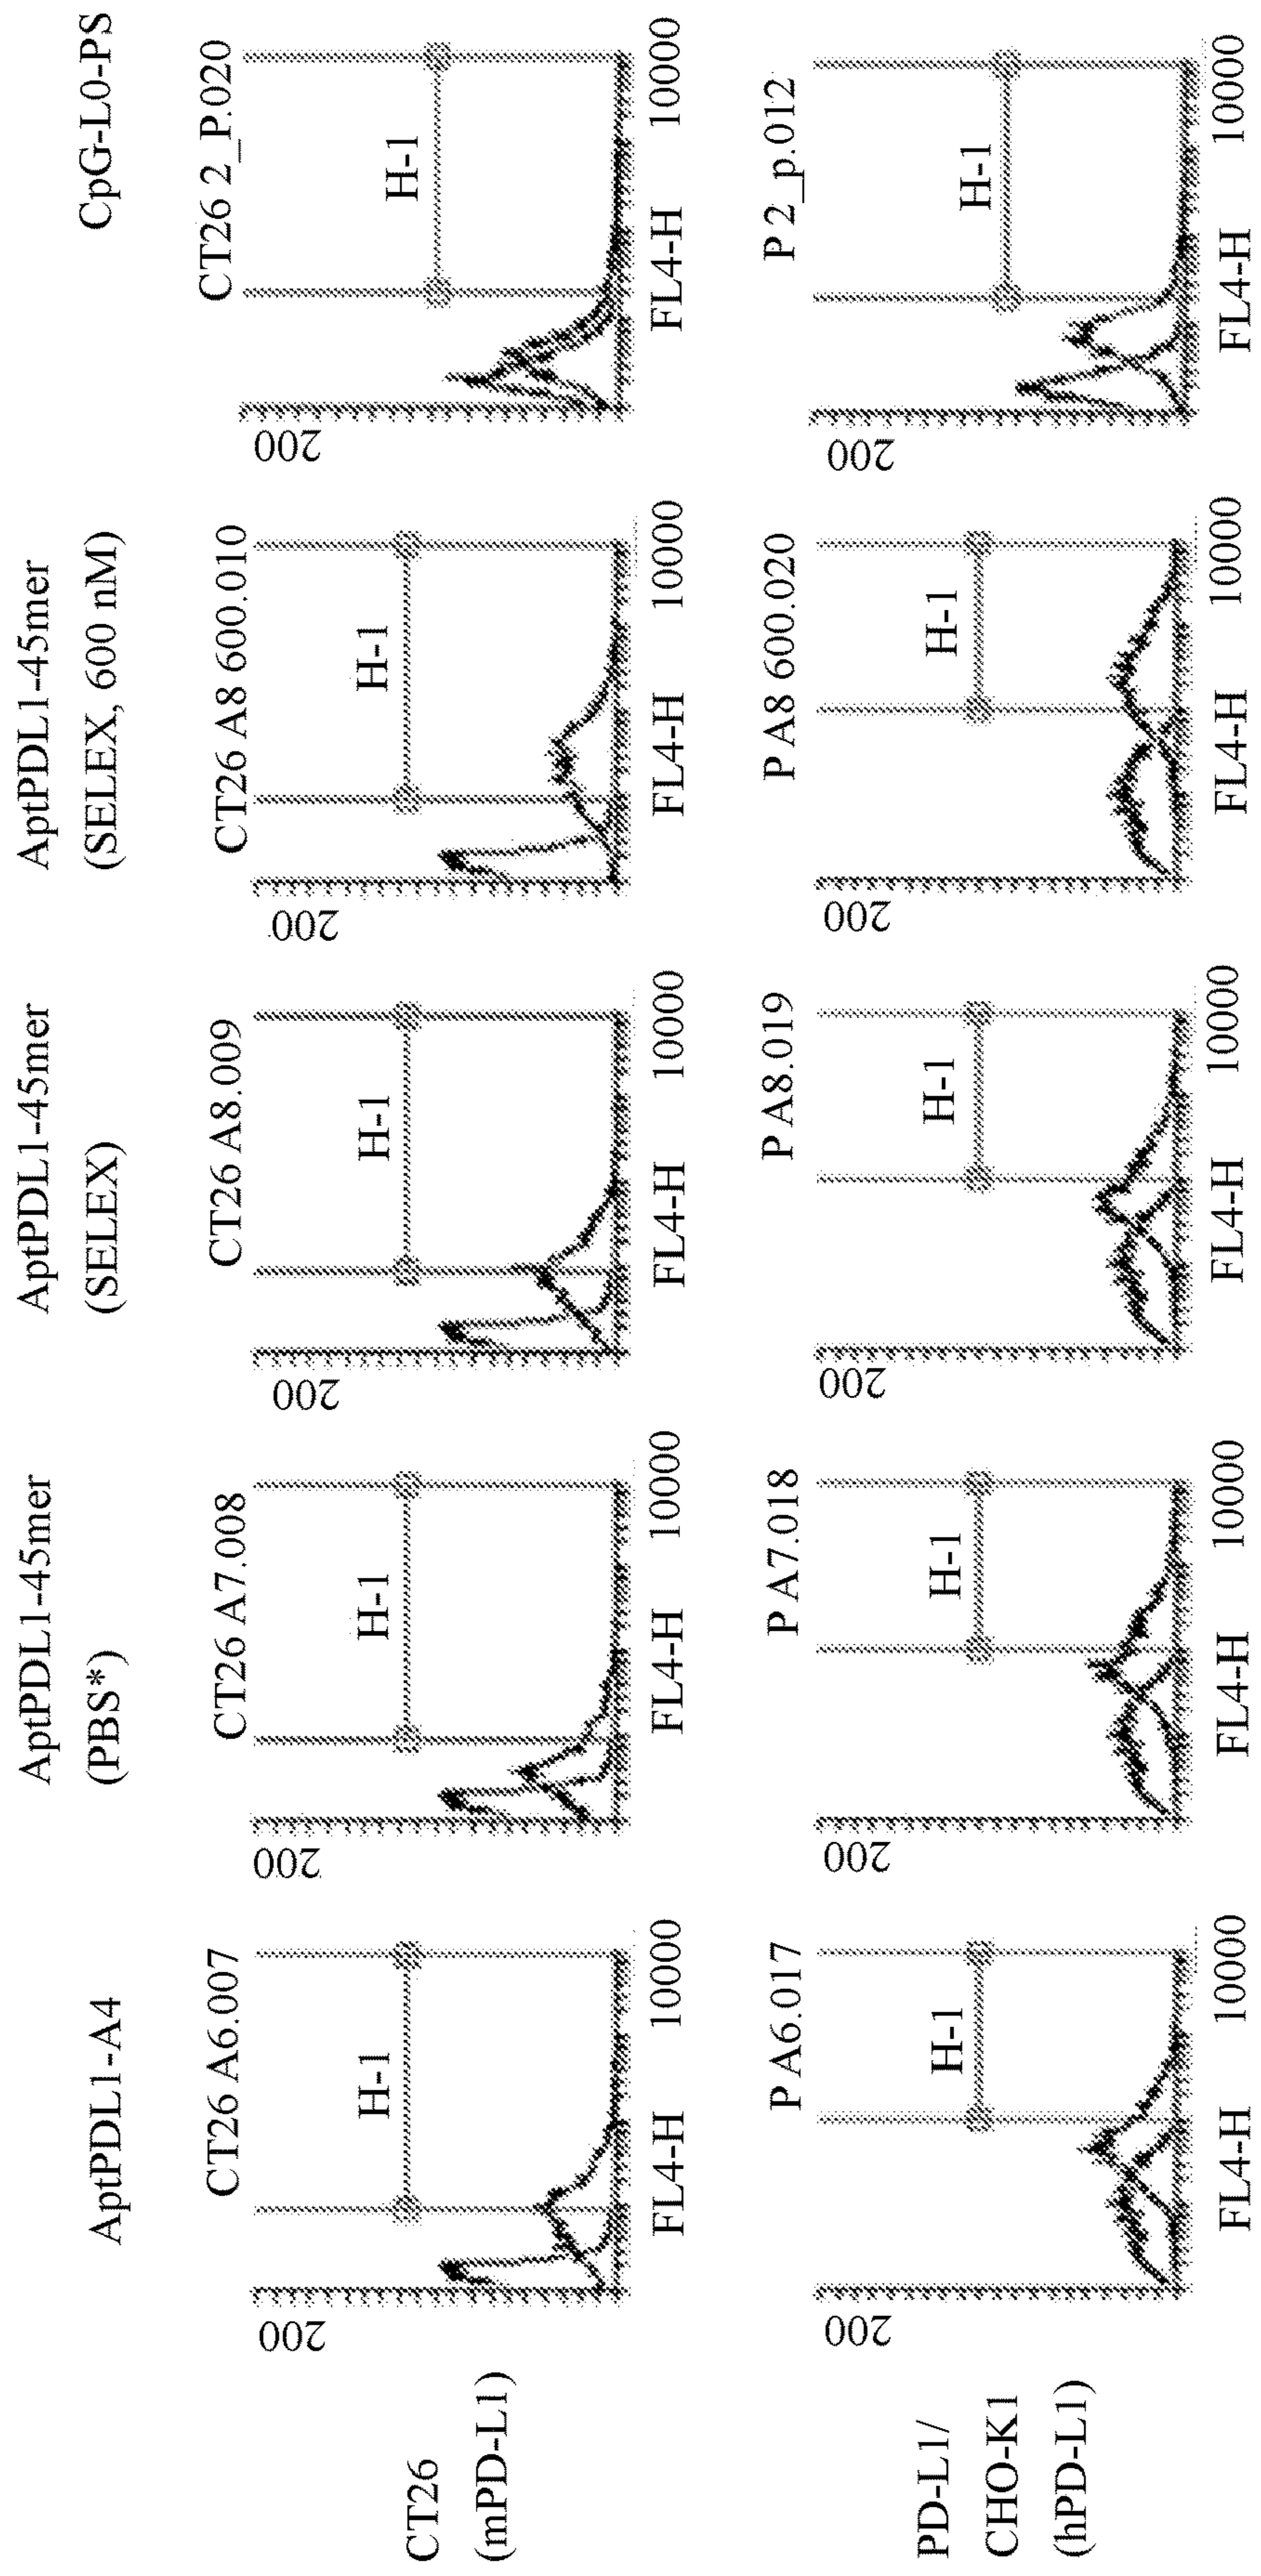 AptPDL1-A4
AptPDL1-45mer
(PBS*)
AptPDL1-45mer
(SELEX)
AptPDL1-45mer
(SELEX, 600 nM)
CpG-L0-PS
CT26
(mPD-L1)
CT26 A6.007
200
H-1
FL4-H
10000
CT26 A7.008
200
H-1
FL4-H
10000
CT26 A8.009
200
H-1
FL4-H
10000
CT26 A8 600.010
200
H-1
FL4-H
10000
CT26 2_P.020
200
H-1
FL4-H
10000
PD-L1/
CHO-K1
(hPD-L1)
P A6.017
200
H-1
FL4-H
10000
P A7.018
200
H-1
FL4-H
10000
P A8.019
200
H-1
FL4-H
10000
P A8 600.020
200
H-1
FL4-H
10000
P 2_p.012
200
H-1
FL4-H
10000